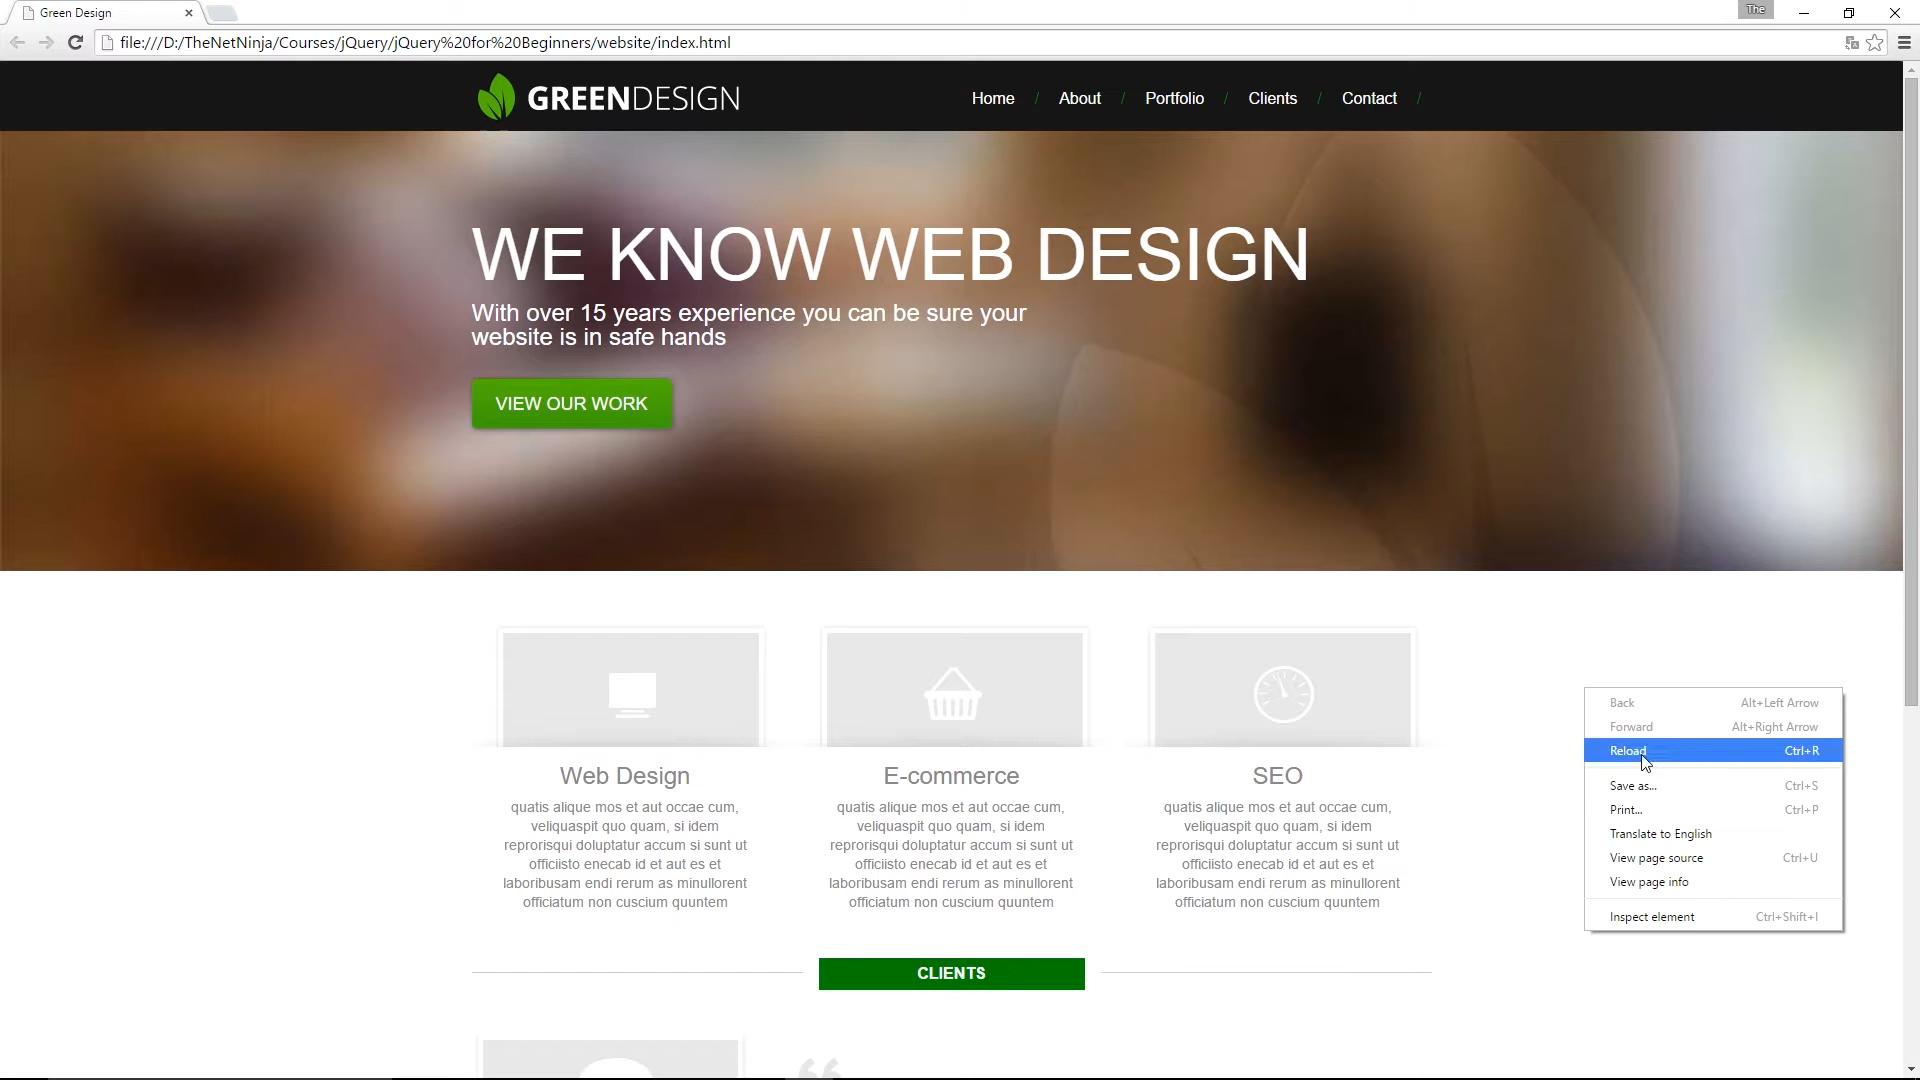 Green Design
The
file:///D:/TheNetNinja/Courses/jQuery/jQuery%20for%20Beginners/website/index.html
GREENDESIGN
Home / About / Portfolio / Clients / Contact /
WE KNOW WEB DESIGN
With over 15 years experience you can be sure your
website is in safe hands
VIEW OUR WORK
Web Design
quatis alique mos et aut occae cum,
veliquaspit quo quam, si idem
reprorisqui doluptatur accum si sunt ut
officiisto enecab id et aut es et
laboribusam endi rerum as minullorent
officiatum non cuscium quuntem
E-commerce
quatis alique mos et aut occae cum,
veliquaspit quo quam, si idem
reprorisqui doluptatur accum si sunt ut
officiisto enecab id et aut es et
laboribusam endi rerum as minullorent
officiatum non cuscium quuntem
SEO
quatis alique mos et aut occae cum,
veliquaspit quo quam, si idem
reprorisqui doluptatur accum si sunt ut
officiisto enecab id et aut es et
laboribusam endi rerum as minullorent
officiatum non cuscium quuntem
Back Alt+Left Arrow
Forward Alt+Right Arrow
Reload Ctrl+R
Save as... Ctrl+S
Print... Ctrl+P
Translate to English
View page source Ctrl+U
View page info
Inspect element Ctrl+Shift+I
CLIENTS
“